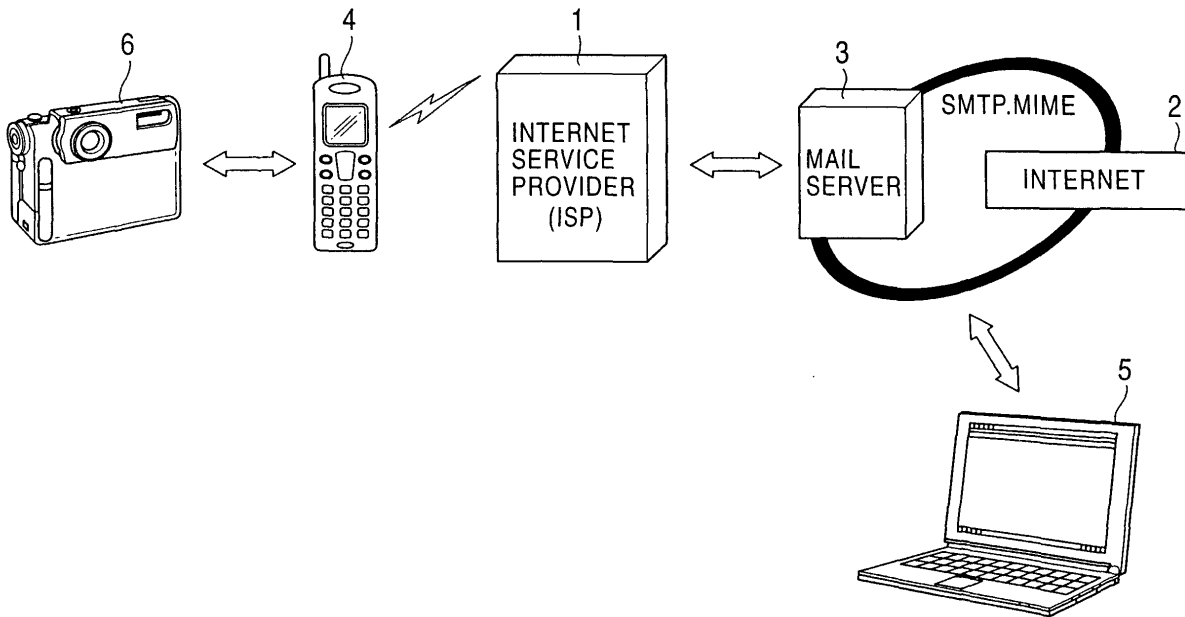 6
4
1
3
2
INTERNET
SERVICE
PROVIDER
(ISP)
MAIL
SERVER
SMTP.MIME
INTERNET
5